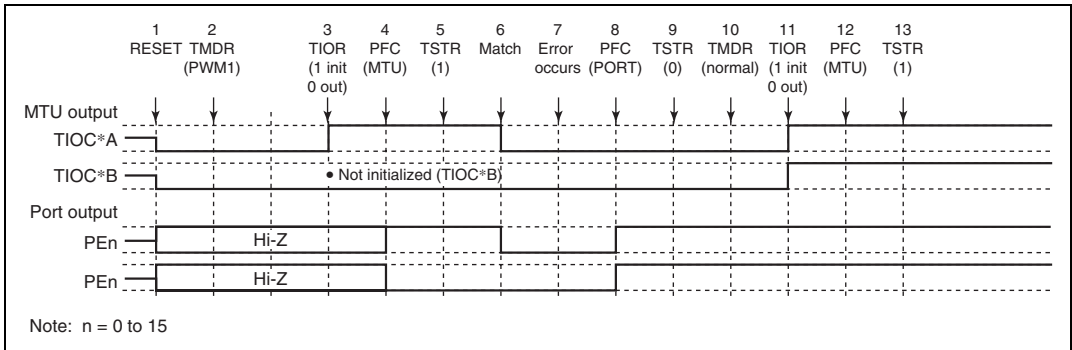 1 2 3 4 5 6 7 8 9 10 11 12 13
RESET TMDR TIOR PFC TSTR Match Error PFC TSTR TMDR TIOR PFC TSTR
(PWM1) (1 init (MTU) (1) occurs (PORT) (0) (normal) (1 init (MTU) (1)
0 out) 0 out)
MTU output
TIOC*A
TIOC*B • Not initialized (TIOC*B)
Port output
PEn Hi-Z
PEn Hi-Z
Note: n = 0 to 15